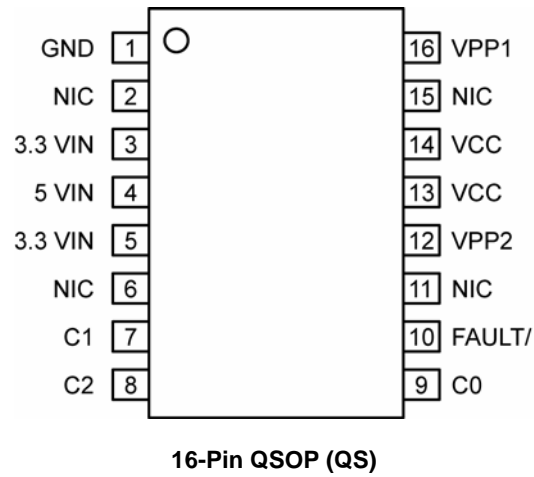 GND 1 16 VPP1
NIC 2 15 NIC
3.3 VIN 3 14 VCC
5 VIN 4 13 VCC
3.3 VIN 5 12 VPP2
NIC 6 11 NIC
C1 7 10 FAULT/
C2 8 9 C0
16-Pin QSOP (QS)